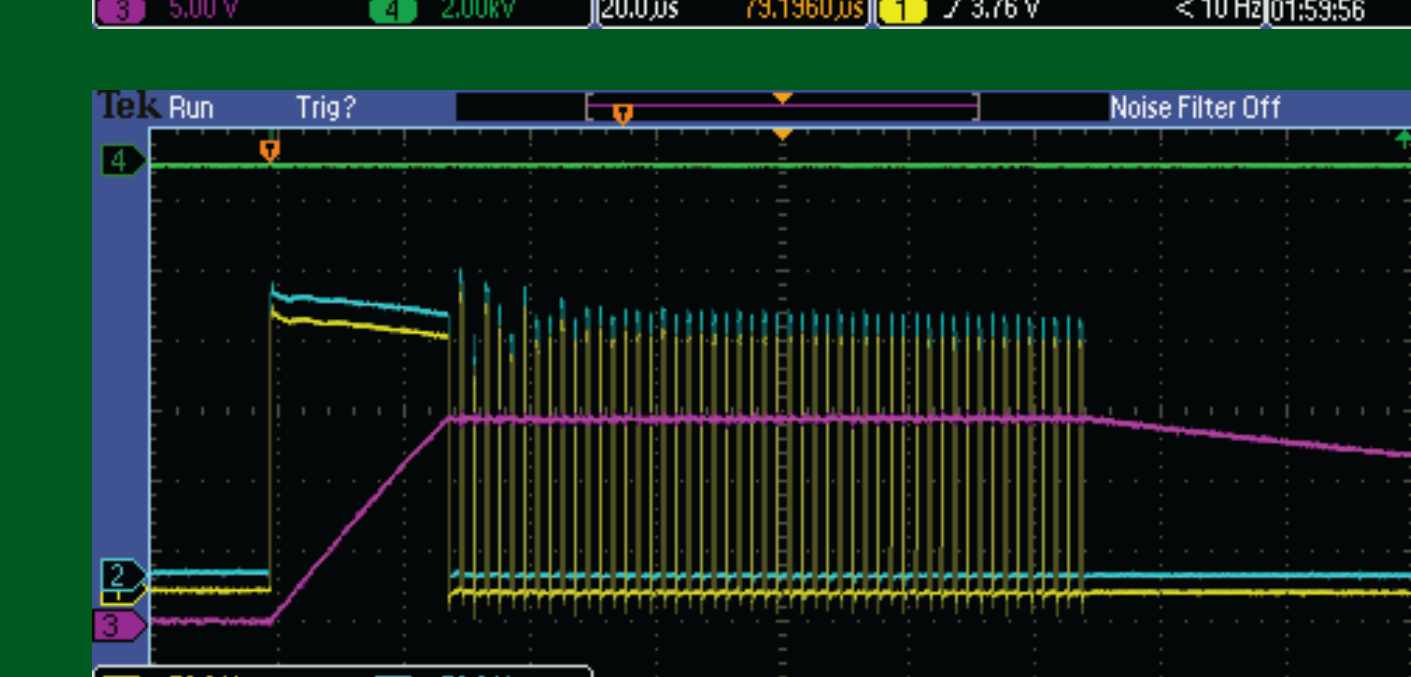 3 5.00 V 4 2.00kV 20.0µs 79.1960µs 1 3.76 V < 10 Hz 01:59:56
Tek Run Trig? Noise Filter Off
T
4
T
2
1
3